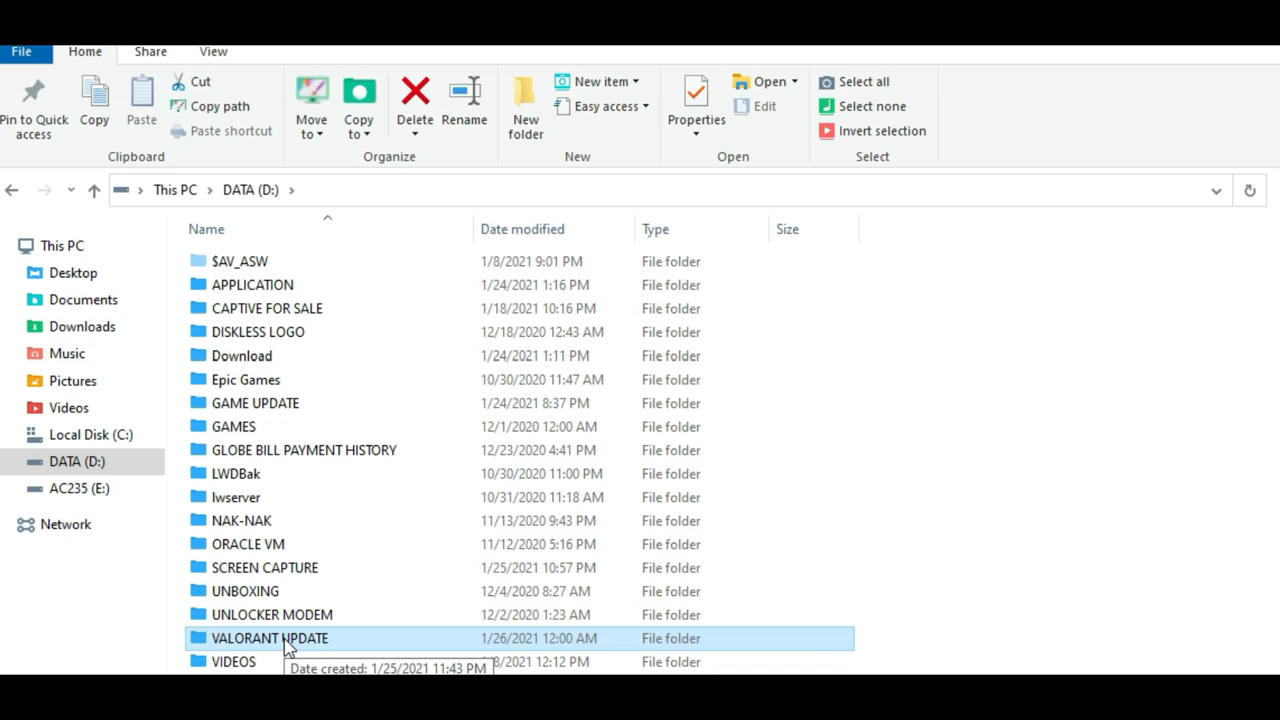 File Home Share View
Pin to Quick access
Copy
Paste
Cut
Copy path
Paste shortcut
Clipboard
Move to
Copy to
Delete
Rename
Organize
New folder
New item
Easy access
New
Properties
Open
Edit
Open
Select all
Select none
Invert selection
Select
This PC > DATA (D:) >
This PC
Desktop
Documents
Downloads
Music
Pictures
Videos
Local Disk (C:)
DATA (D:)
AC235 (E:)
Network
Name Date modified Type Size
$AV_ASW 1/8/2021 9:01 PM File folder
APPLICATION 1/24/2021 1:16 PM File folder
CAPTIVE FOR SALE 1/18/2021 10:16 PM File folder
DISKLESS LOGO 12/18/2020 12:43 AM File folder
Download 1/24/2021 1:11 PM File folder
Epic Games 10/30/2020 11:47 AM File folder
GAME UPDATE 1/24/2021 8:37 PM File folder
GAMES 12/1/2020 12:00 AM File folder
GLOBE BILL PAYMENT HISTORY 12/23/2020 4:41 PM File folder
LWDBak 10/30/2020 11:00 PM File folder
lwserver 10/31/2020 11:18 AM File folder
NAK-NAK 11/13/2020 9:43 PM File folder
ORACLE VM 11/12/2020 5:16 PM File folder
SCREEN CAPTURE 1/25/2021 10:57 PM File folder
UNBOXING 12/4/2020 8:27 AM File folder
UNLOCKER MODEM 12/2/2020 1:23 AM File folder
VALORANT UPDATE 1/26/2021 12:00 AM File folder
VIDEOS 8/2021 12:12 PM File folder
Date created: 1/25/2021 11:43 PM